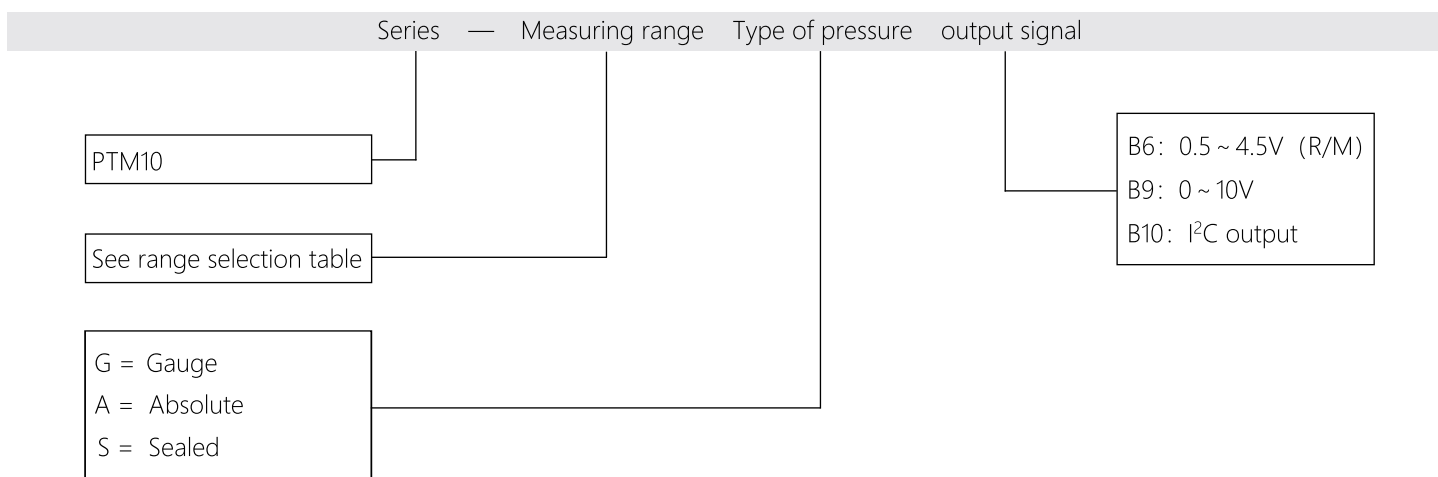 Series — Measuring range Type of pressure output signal
PTM10
See range selection table
G = Gauge
A = Absolute
S = Sealed
B6: 0.5 ~ 4.5V (R/M)
B9: 0 ~ 10V
B10: I²C output